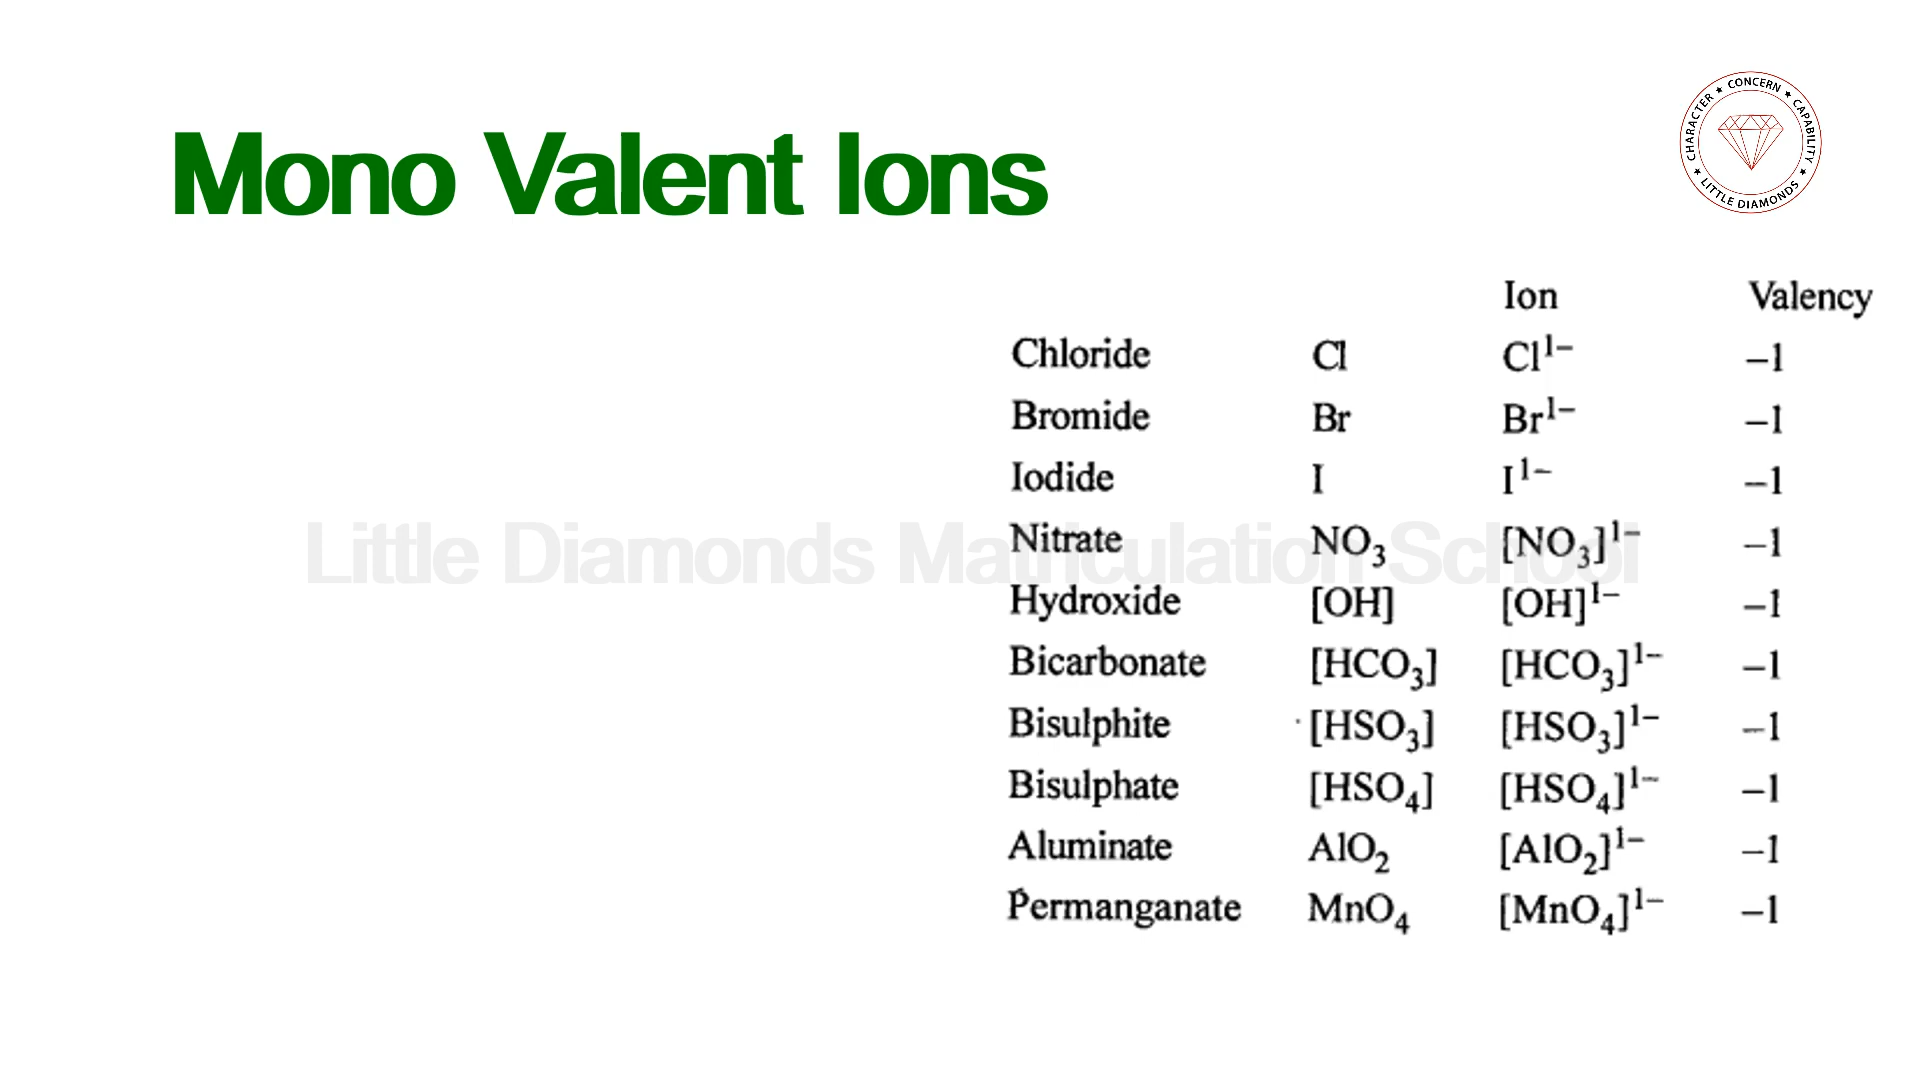 Mono Valent Ions
CHARACTER ★ CONCERN ★ CAPABILITY ★ LITTLE DIAMONDS ★
Ion Valency
Chloride Cl Cl¹⁻ –1
Bromide Br Br¹⁻ –1
Iodide I I¹⁻ –1
Nitrate NO₃ [NO₃]¹⁻ –1
Little Diamonds Matriculation School
Hydroxide [OH] [OH]¹⁻ –1
Bicarbonate [HCO₃] [HCO₃]¹⁻ –1
Bisulphite [HSO₃] [HSO₃]¹⁻ –1
Bisulphate [HSO₄] [HSO₄]¹⁻ –1
Aluminate AlO₂ [AlO₂]¹⁻ –1
Permanganate MnO₄ [MnO₄]¹⁻ –1